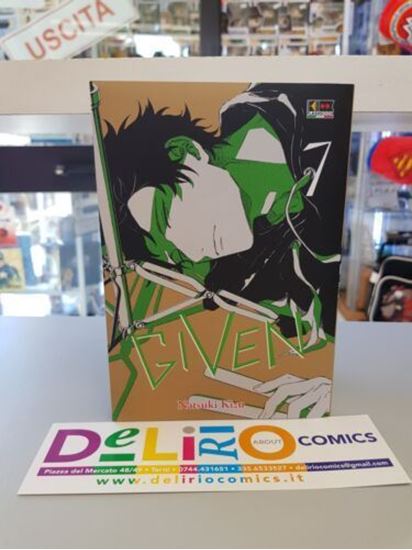 USCITA
7
GIVEN
Natsuki Kizu
DeLiRiO
ABOUT
COMICS
Piazza del Mercato 48/49 • Terni • 0744.431651 • 335.6533527 • deliriocomics@gmail.com
www.deliriocomics.it